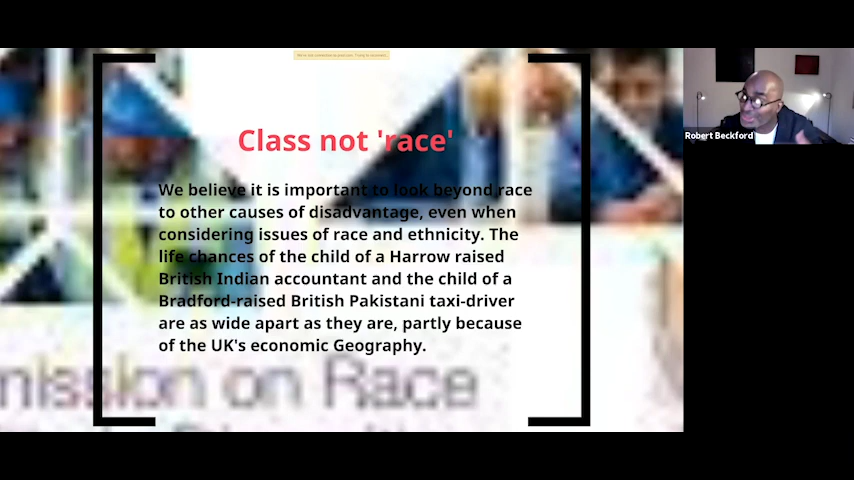 Class not 'race'
We believe it is important to look beyond race
to other causes of disadvantage, even when
considering issues of race and ethnicity. The
life chances of the child of a Harrow raised
British Indian accountant and the child of a
Bradford-raised British Pakistani taxi-driver
are as wide apart as they are, partly because
of the UK's economic Geography.
mission on Race
Robert Beckford